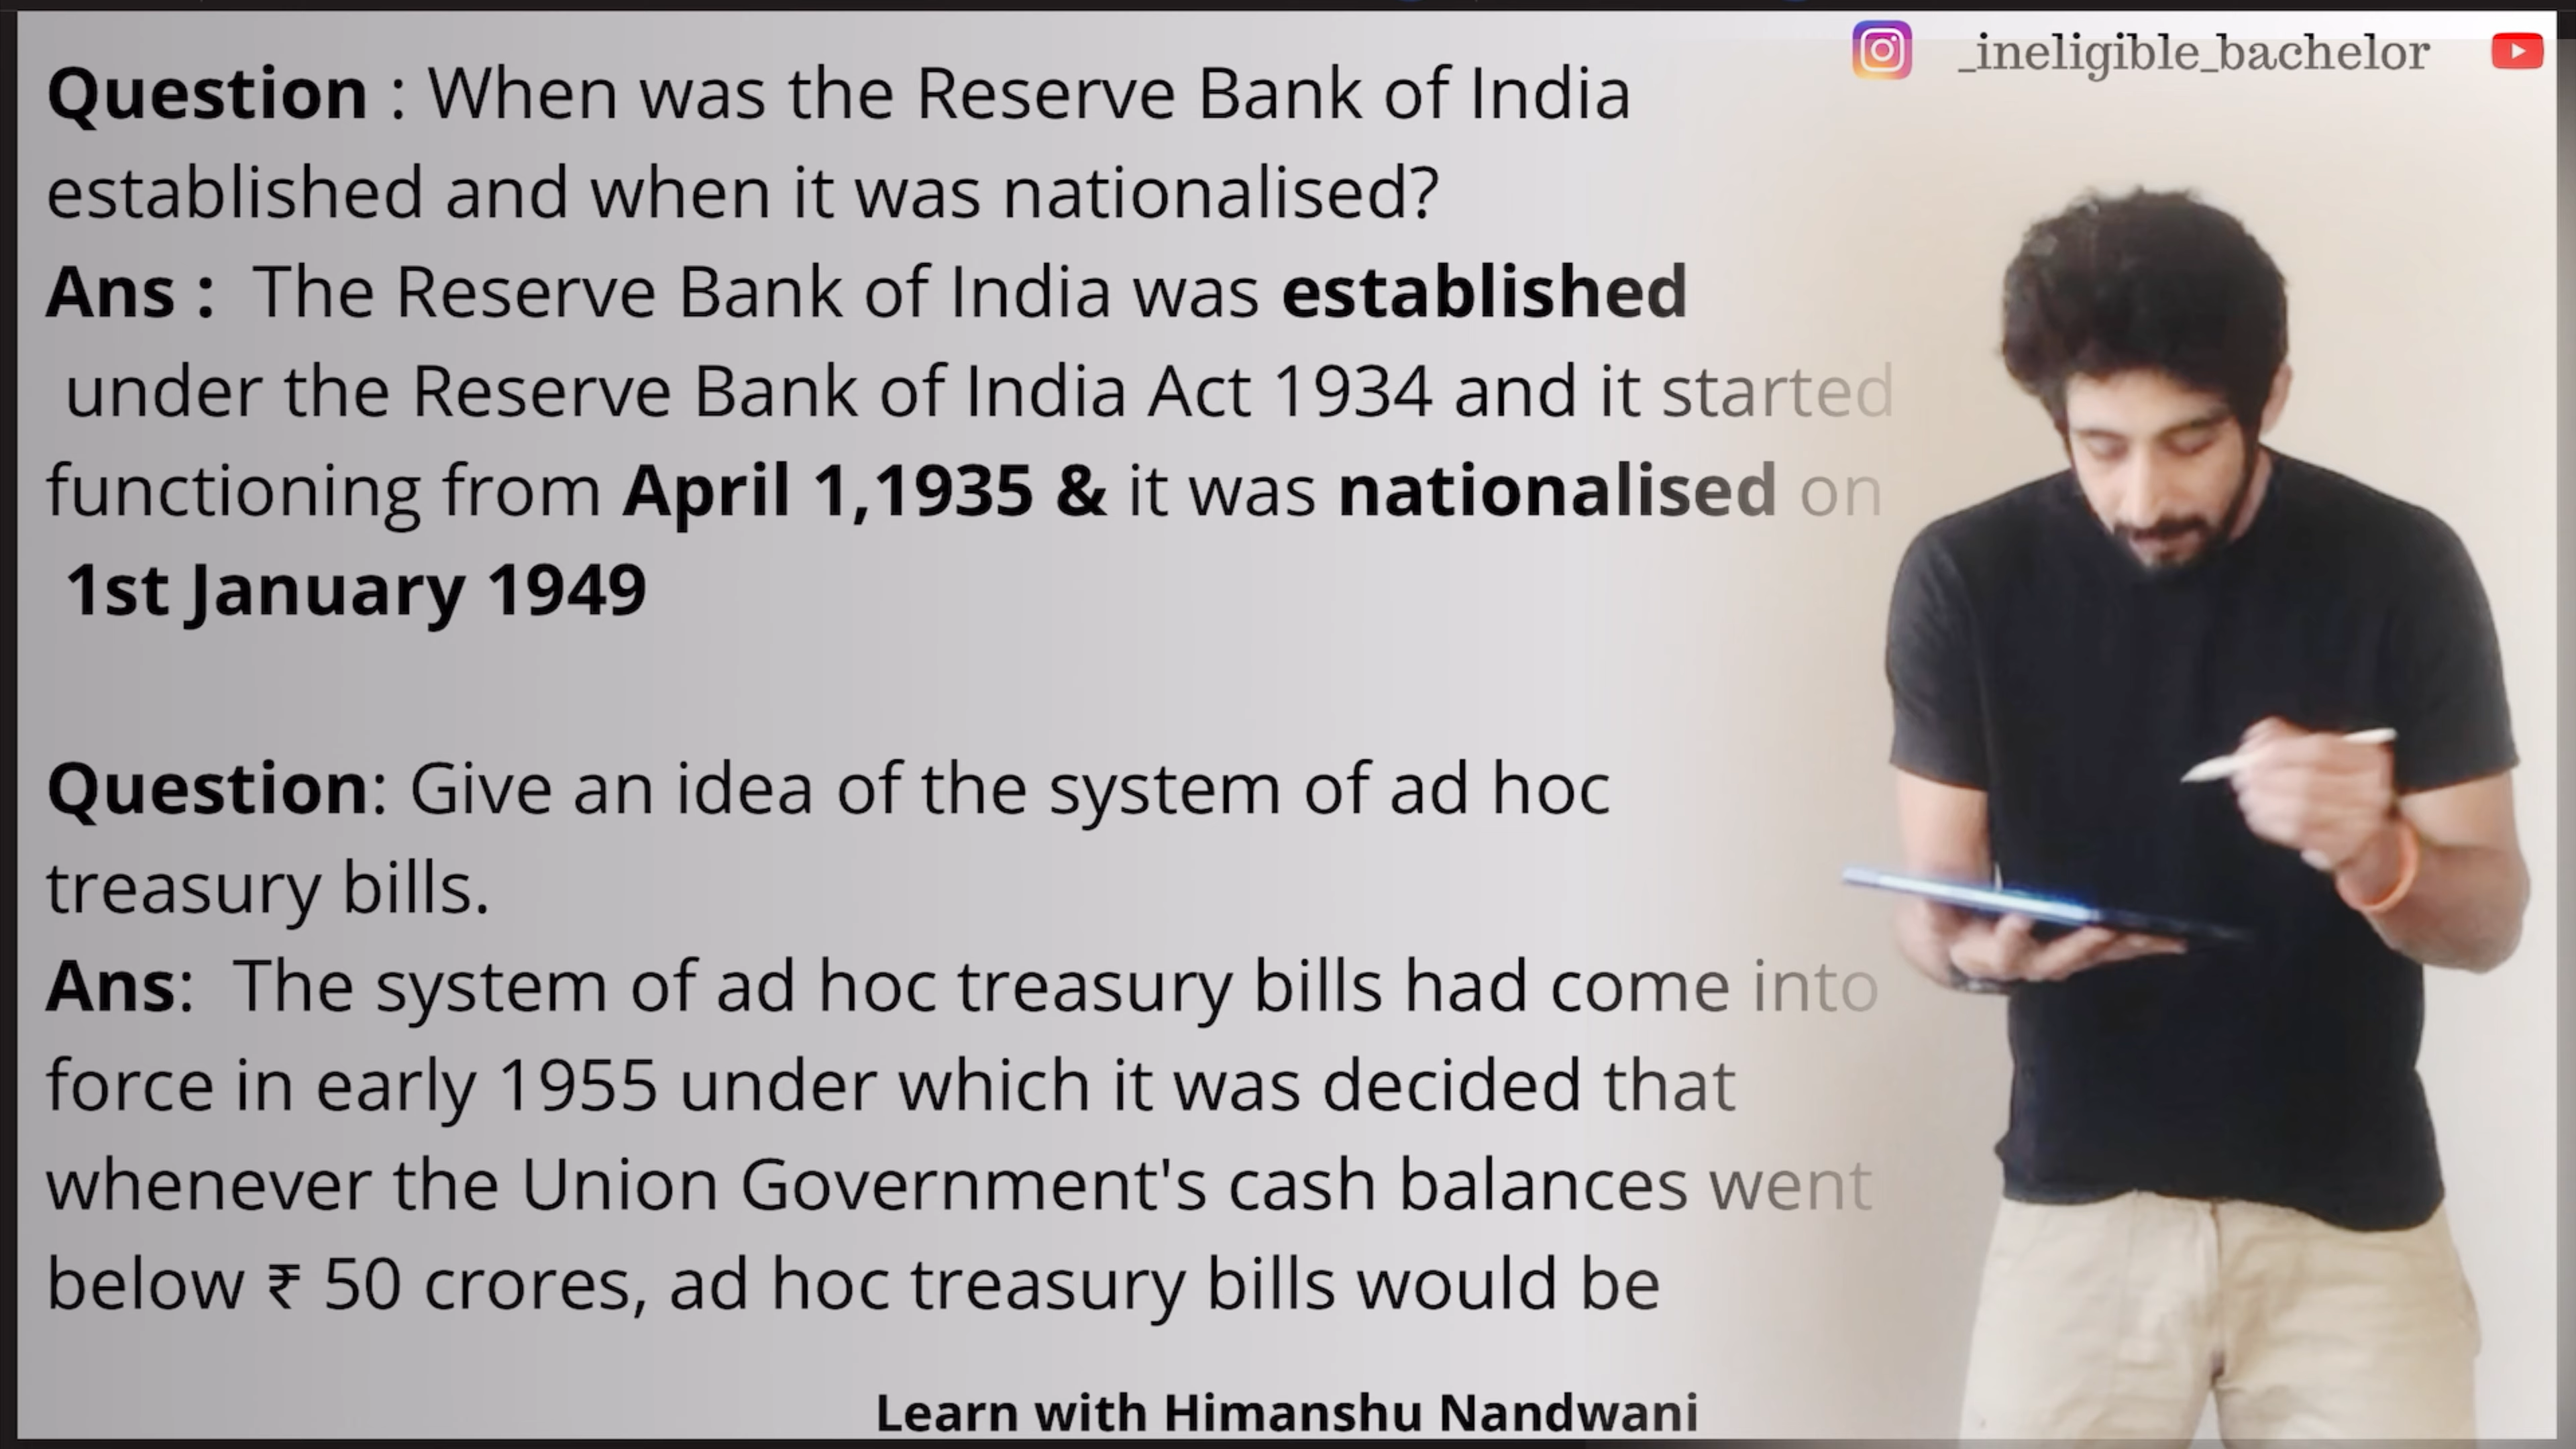 _ineligible_bachelor
Question : When was the Reserve Bank of India
established and when it was nationalised?
Ans : The Reserve Bank of India was established
under the Reserve Bank of India Act 1934 and it started
functioning from April 1,1935 & it was nationalised on
1st January 1949
Question: Give an idea of the system of ad hoc
treasury bills.
Ans: The system of ad hoc treasury bills had come into
force in early 1955 under which it was decided that
whenever the Union Government's cash balances went
below ₹ 50 crores, ad hoc treasury bills would be
Learn with Himanshu Nandwani